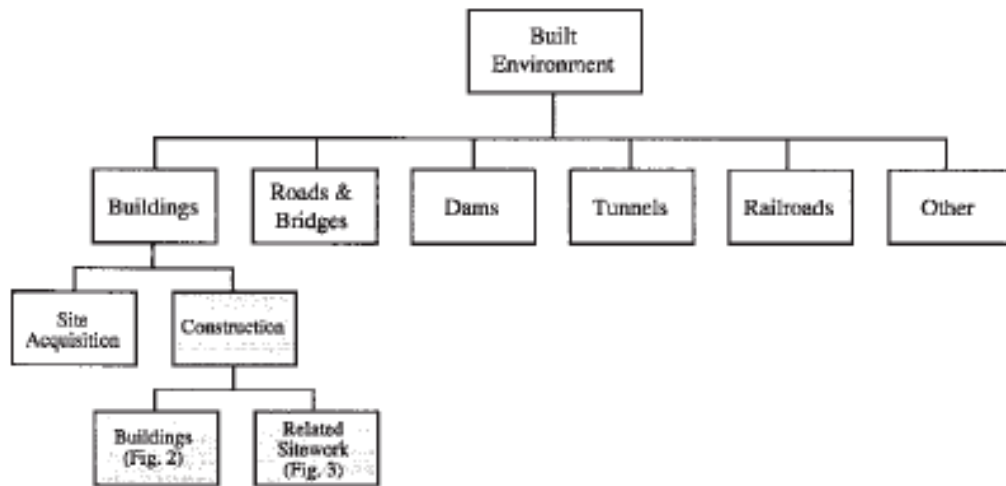 Built
Environment
Buildings
Roads &
Bridges
Dams
Tunnels
Railroads
Other
Site
Acquisition
Construction
Buildings
(Fig. 2)
Related
Sitework
(Fig. 3)